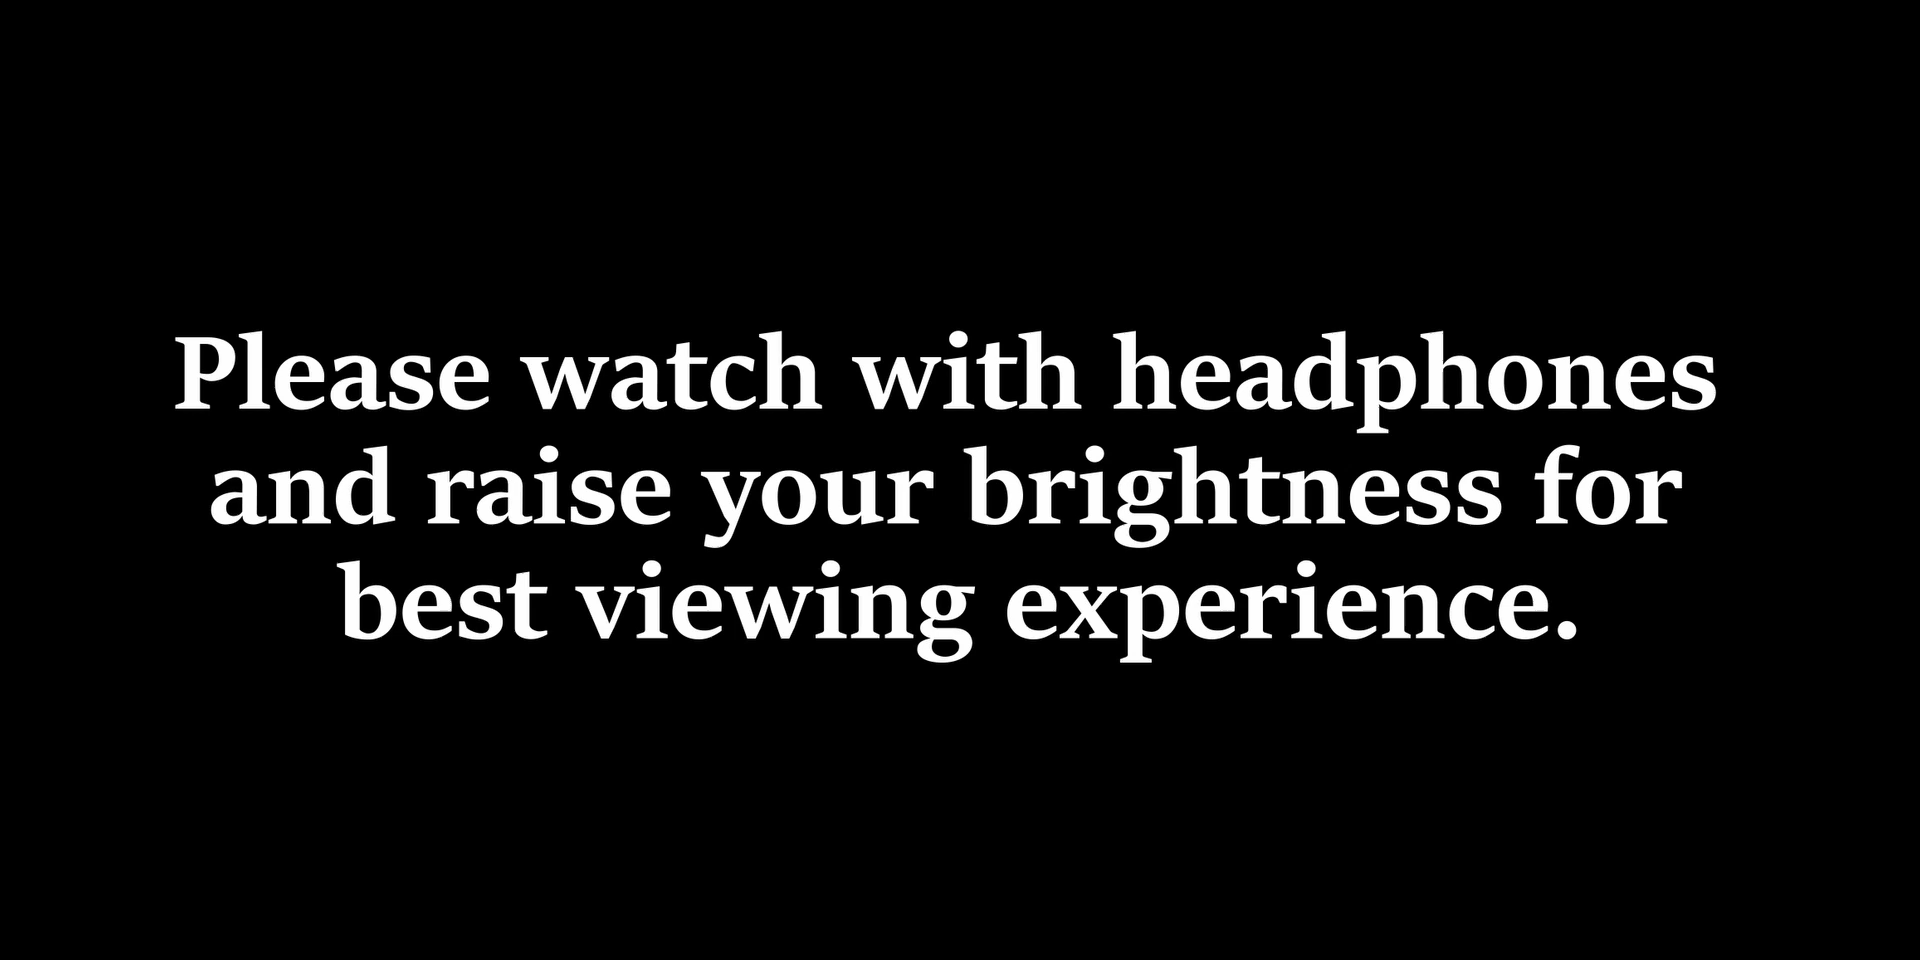 Please watch with headphones
and raise your brightness for
best viewing experience.